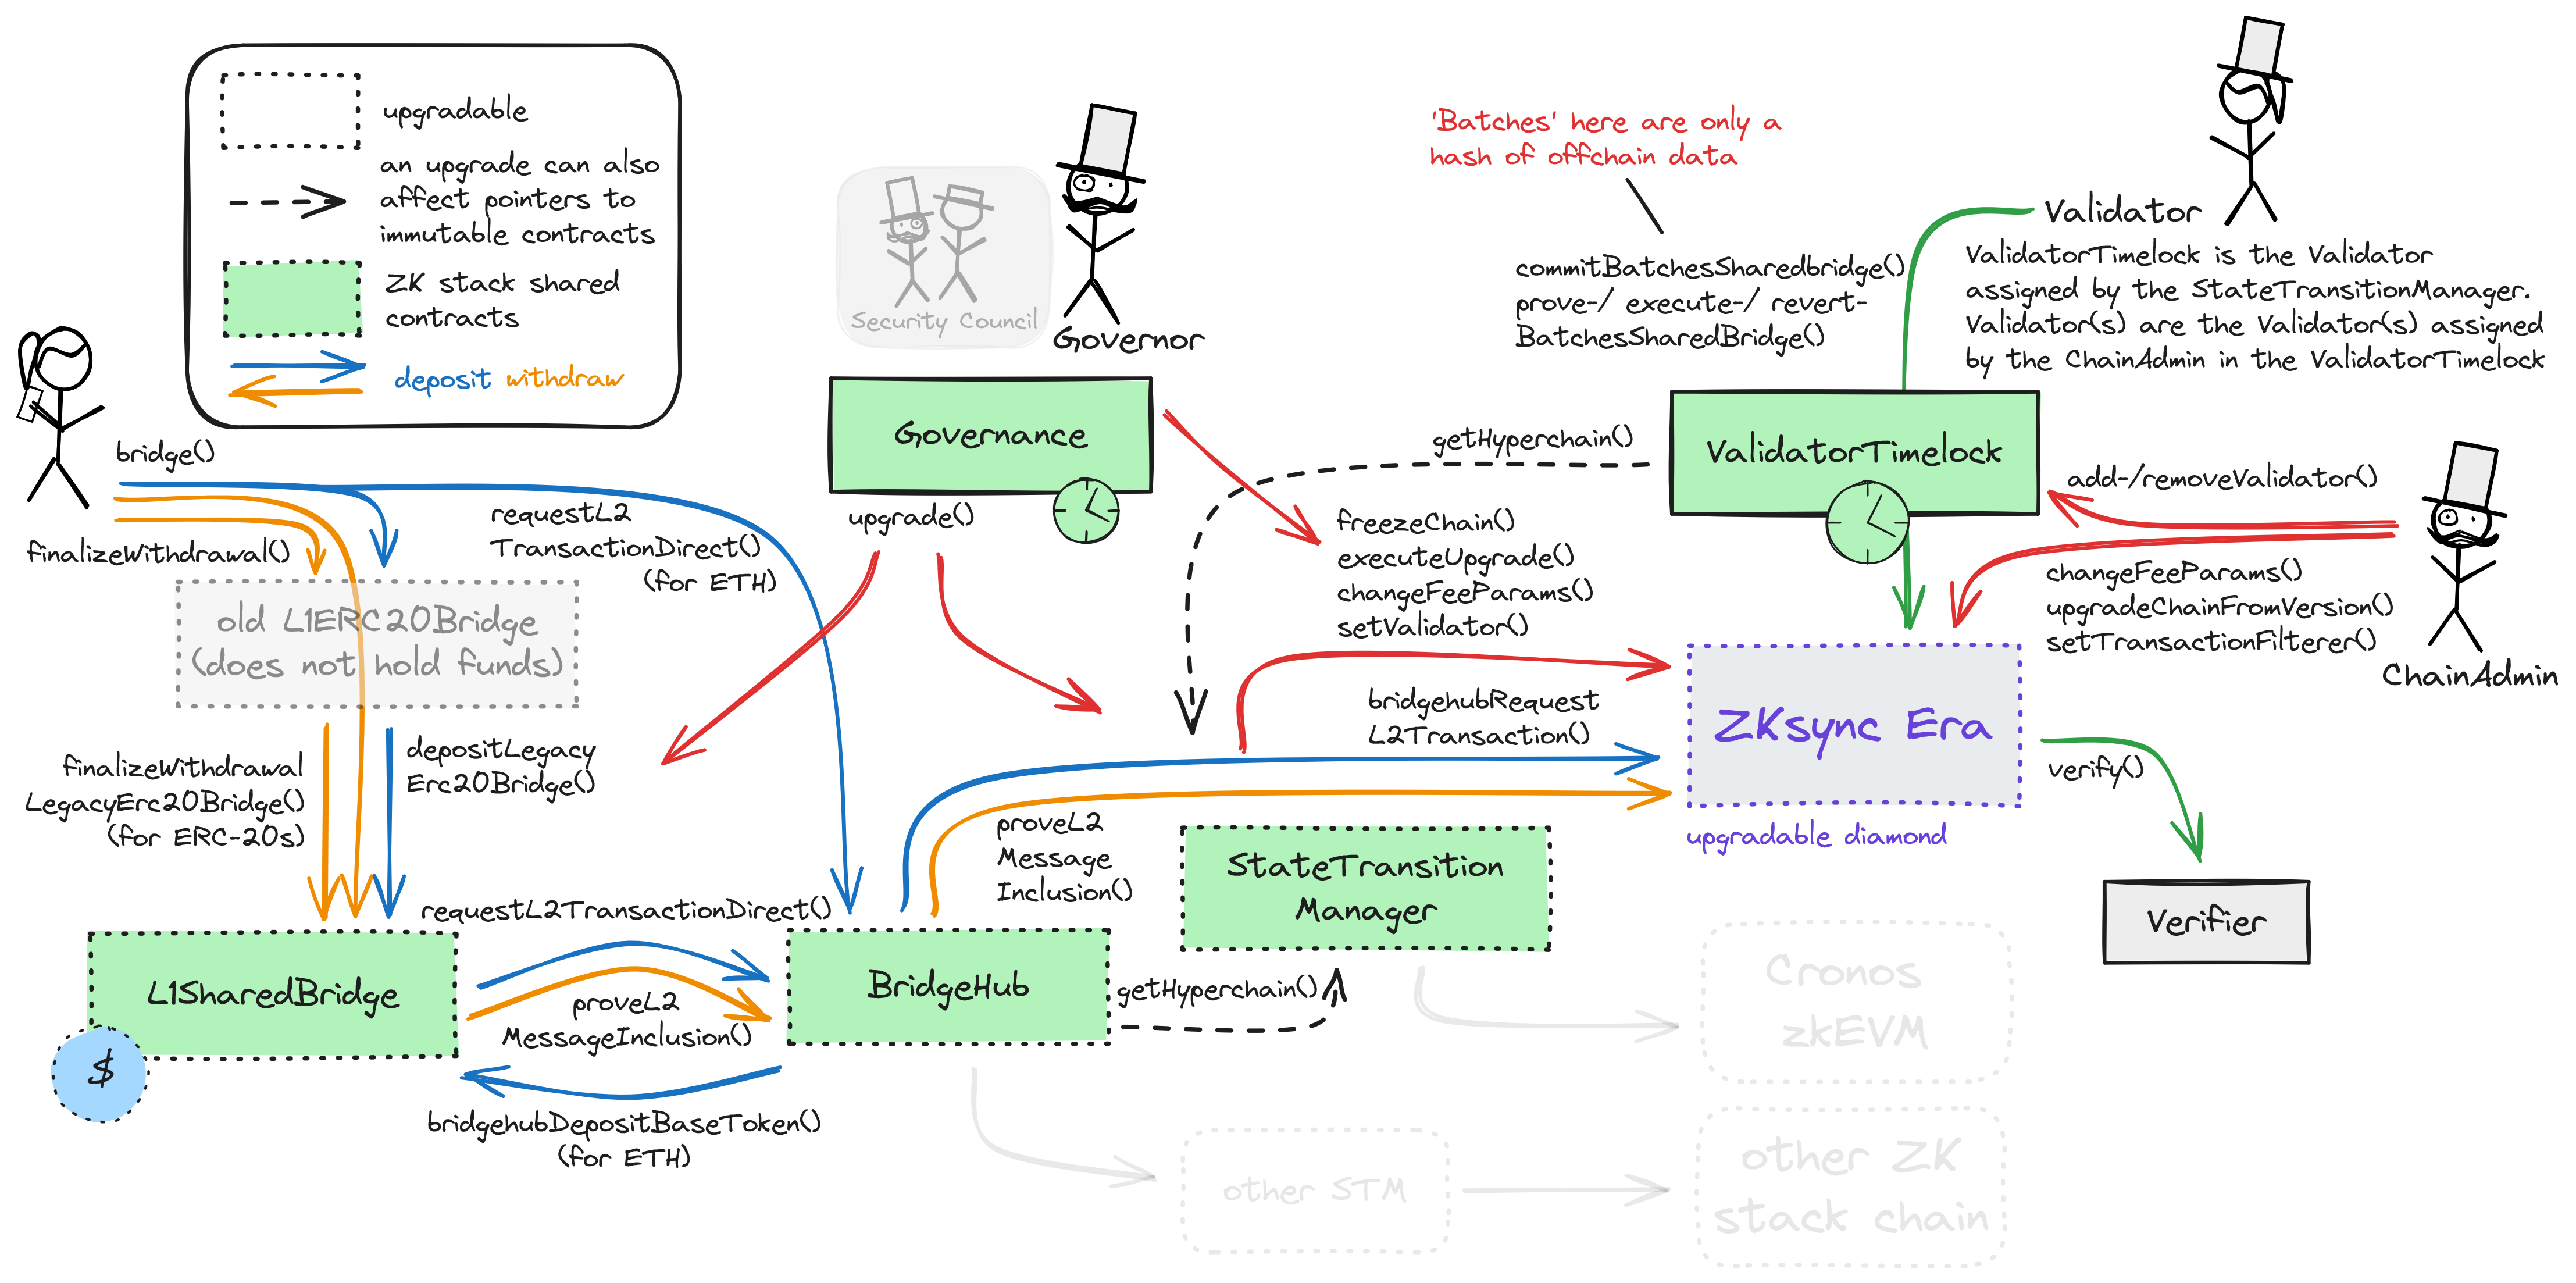 upgradable
an upgrade can also
affect pointers to
immutable contracts
ZK stack shared
contracts
deposit withdraw
Security Council
Governor
'Batches' here are only a
hash of offchain data
Validator
ValidatorTimelock is the Validator
assigned by the StateTransitionManager.
Validator(s) are the Validator(s) assigned
by the ChainAdmin in the ValidatorTimelock
commitBatchesSharedbridge()
prove-/ execute-/ revert-
BatchesSharedBridge()
Governance
upgrade()
getHyperchain()
ValidatorTimelock
add-/removeValidator()
ChainAdmin
changeFeeParams()
upgradeChainFromVersion()
setTransactionFilterer()
freezeChain()
executeUpgrade()
changeFeeParams()
setValidator()
bridge()
finalizeWithdrawal()
requestL2
TransactionDirect()
(for ETH)
old L1ERC20Bridge
(does not hold funds)
finalizeWithdrawal
LegacyErc20Bridge()
(for ERC-20s)
depositLegacy
Erc20Bridge()
bridgehubRequest
L2Transaction()
ZKsync Era
upgradable diamond
verify()
Verifier
proveL2
Message
Inclusion()
StateTransition
Manager
requestL2TransactionDirect()
L1SharedBridge
$
proveL2
MessageInclusion()
BridgeHub
getHyperchain()
bridgehubDepositBaseToken()
(for ETH)
Cronos
zkEVM
other STM
other ZK
stack chain